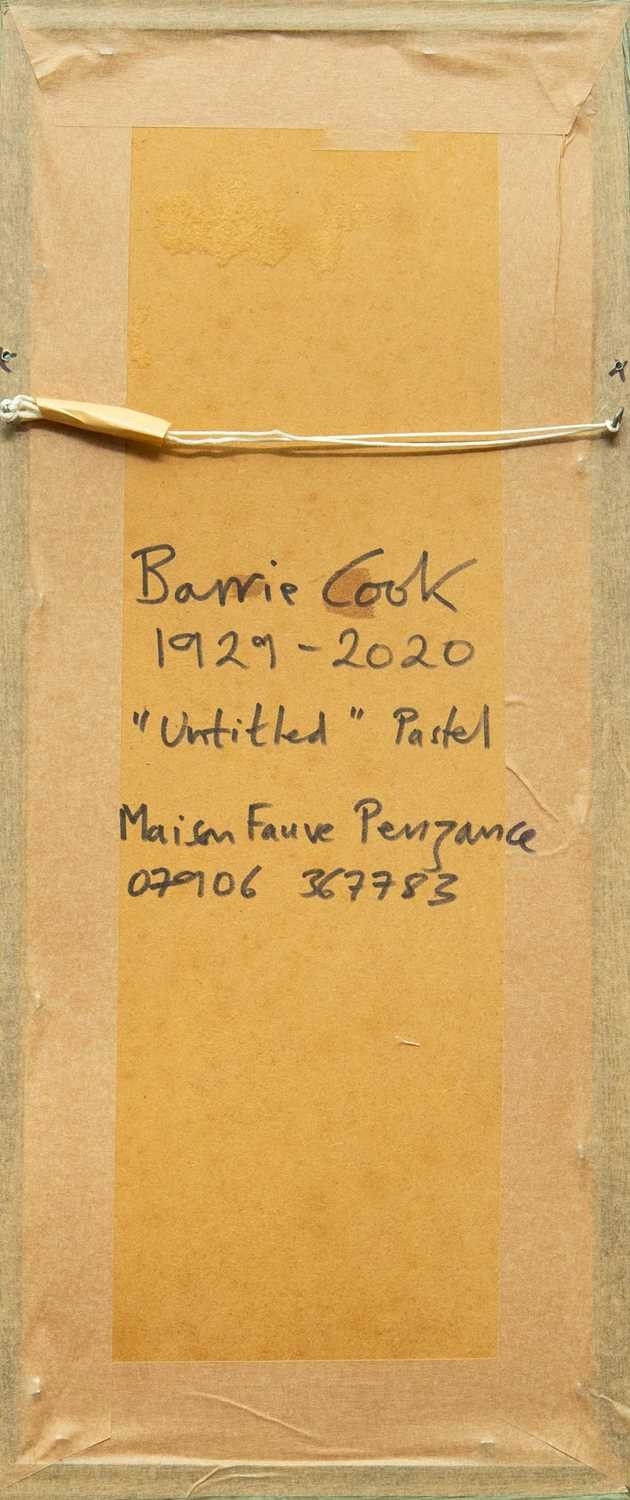 Barrie Cook
1929-2020
"Untitled" Pastel
Maison Fauve Penzance
07906 367783